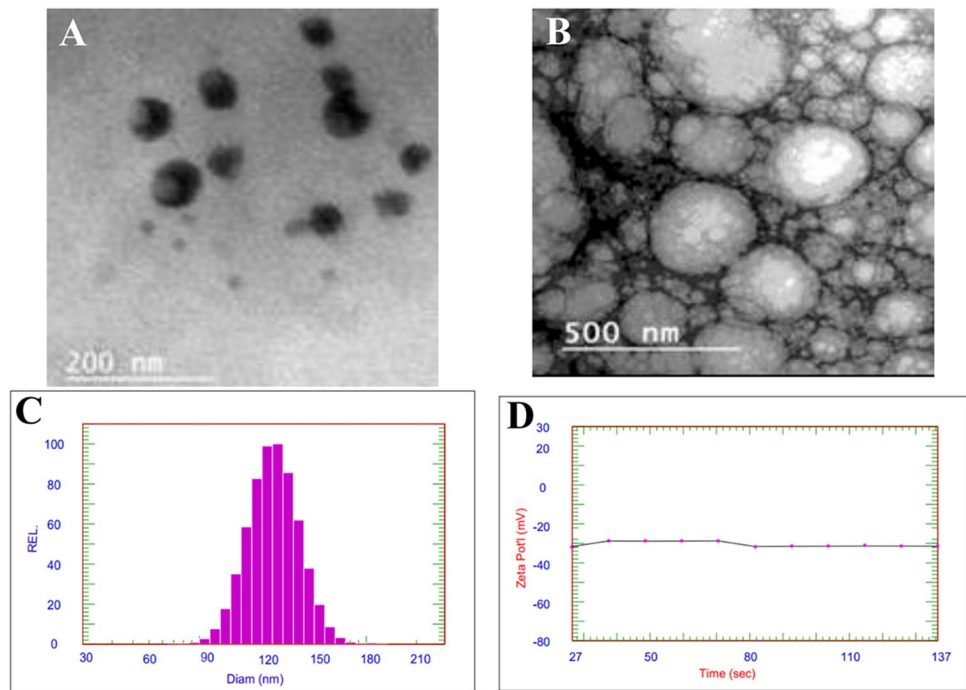 A
200 nm
B
500 nm
C
REL.
100
80
60
40
20
0
30 60 90 120 150 180 210
Diam (nm)
D
Zeta Pot'l (mV)
30
0
-20
-40
-60
-80
27 50 80 110 137
Time (sec)